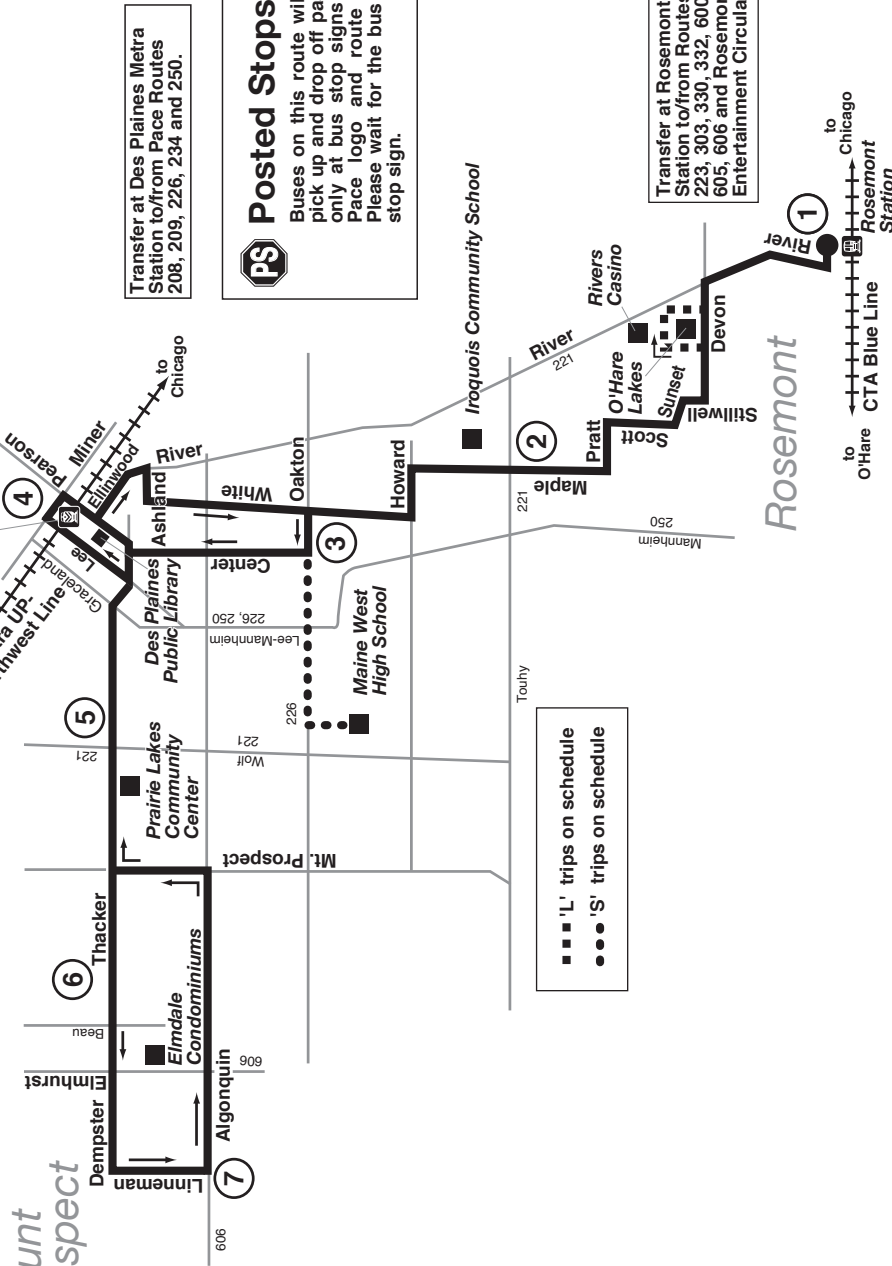 Transfer at Des Plaines Metra
Station to/from Pace Routes
208, 209, 226, 234 and 250.
PS
Posted Stops
Buses on this route wil
pick up and drop off pa
only at bus stop signs
Pace logo and route
Please wait for the bus
stop sign.
Transfer at Rosemont
Station to/from Routes
223, 303, 330, 332, 600
605, 606 and Rosemon
Entertainment Circula
unt
spect
Dempster
Linneman
7
Algonquin
606
606
Elmhurst
Beau
Elmdale
Condominiums
6
Thacker
Mt. Prospect
Prairie Lakes
Community
Center
5
221
Wolf
221
tra UP-
rthwest Line
Graceland
Lee
4
Pearson
Miner
Ellinwood
to
Chicago
Des Plaines
Public Library
Ashland
River
Center
White
Oakton
3
226, 250
Lee-Mannheim
226
Maine West
High School
Howard
Iroquois Community School
2
Maple
221
Touhy
250
Mannheim
River
221
Pratt
Scott
O'Hare
Lakes
Sunset
Stillwell
Rivers
Casino
Devon
River
1
Rosemont
to
Chicago
Rosemont
Station
CTA Blue Line
to
O'Hare
'L' trips on schedule
'S' trips on schedule